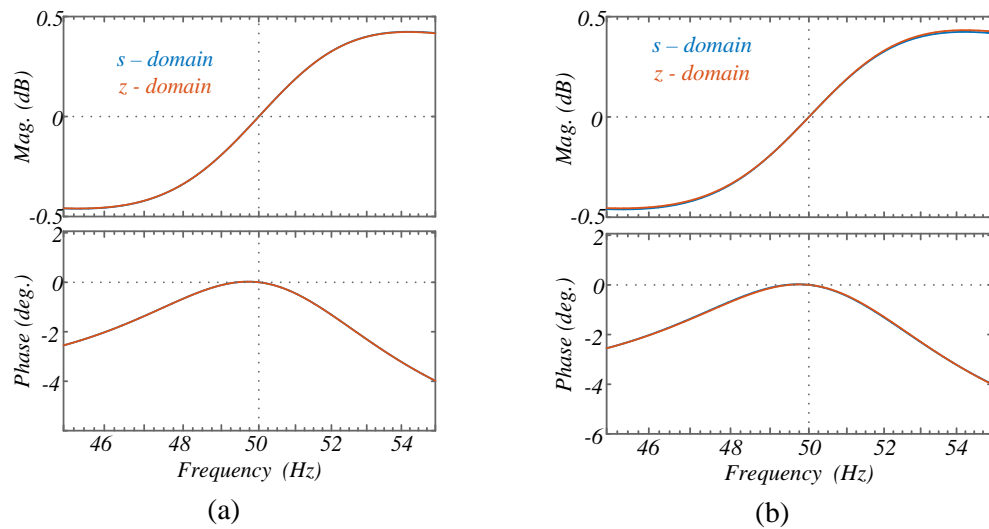 0.5
s – domain
z - domain
0
Mag. (dB)
-0.5
2
0
-2
-4
Phase (deg.)
46 48 50 52 54
Frequency (Hz)
(a)
0.5
s – domain
z - domain
0
Mag. (dB)
-0.5
2
0
-2
-4
-6
Phase (deg.)
46 48 50 52 54
Frequency (Hz)
(b)